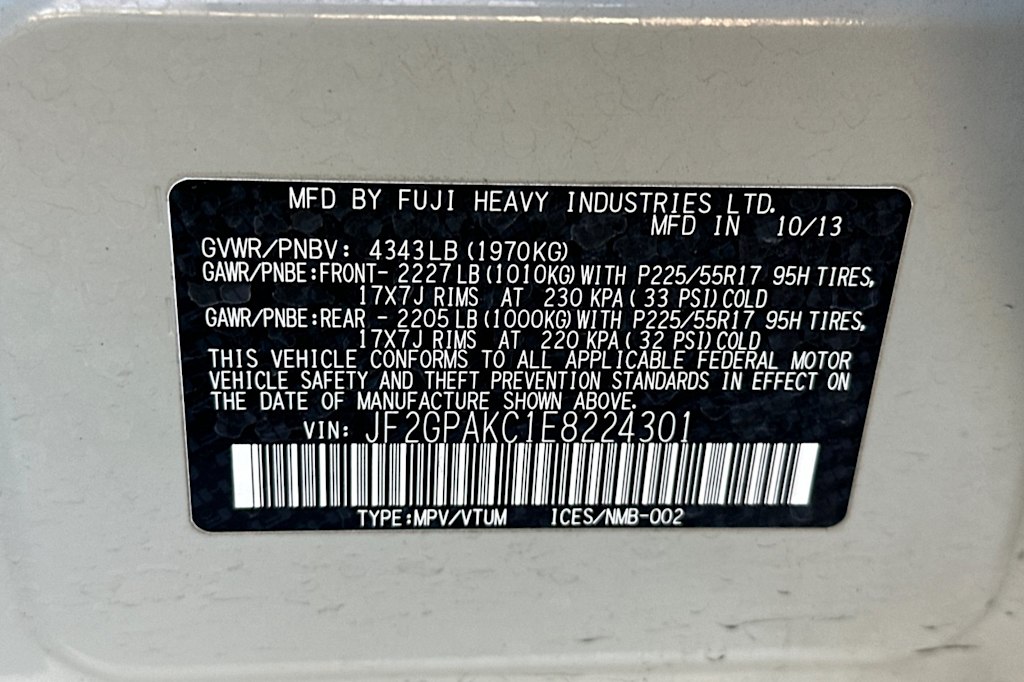 MFD BY FUJI HEAVY INDUSTRIES LTD.
MFD IN 10/13
GVWR/PNBV: 4343LB (1970KG)
GAWR/PNBE:FRONT- 2227LB (1010KG) WITH P225/55R17 95H TIRES,
17X7J RIMS AT 230 KPA ( 33 PSI) COLD
GAWR/PNBE:REAR - 2205LB (1000KG) WITH P225/55R17 95H TIRES,
17X7J RIMS AT 220 KPA ( 32 PSI) COLD
THIS VEHICLE CONFORMS TO ALL APPLICABLE FEDERAL MOTOR
VEHICLE SAFETY AND THEFT PREVENTION STANDARDS IN EFFECT ON
THE DATE OF MANUFACTURE SHOWN ABOVE.
VIN: JF2GPAKC1E8224301
TYPE:MPV/VTUM ICES/NMB-002